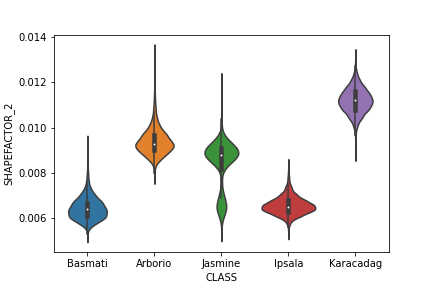 0.014
0.012
0.010
0.008
0.006
SHAPEFACTOR_2
Basmati Arborio Jasmine Ipsala Karacadag
CLASS